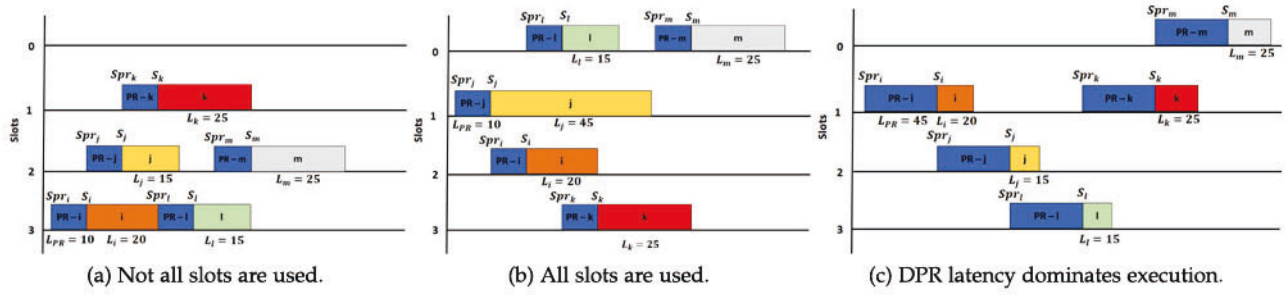 Slots
0
Spr_k S_k
PR-k k
1
L_k = 25
Spr_j S_j Spr_m S_m
PR-j j PR-m m
2
L_j = 15 L_m = 25
Spr_i S_i Spr_l S_l
PR-i i PR-l l
3
L_PR = 10 L_i = 20 L_l = 15
(a) Not all slots are used.
Slots
Spr_l S_l Spr_m S_m
PR-l l PR-m m
0
L_l = 15 L_m = 25
Spr_j S_j
PR-j j
1
L_PR = 10 L_j = 45
Spr_i S_i
PR-i i
2
L_i = 20
Spr_k S_k
PR-k k
3
L_k = 25
(b) All slots are used.
Slots
Spr_m S_m
PR-m m
0
L_m = 25
Spr_i S_i Spr_k S_k
PR-i i PR-k k
1
L_PR = 45 L_i = 20 L_k = 25
Spr_j S_j
PR-j j
2
L_j = 15
Spr_l S_l
PR-l l
3
L_l = 15
(c) DPR latency dominates execution.